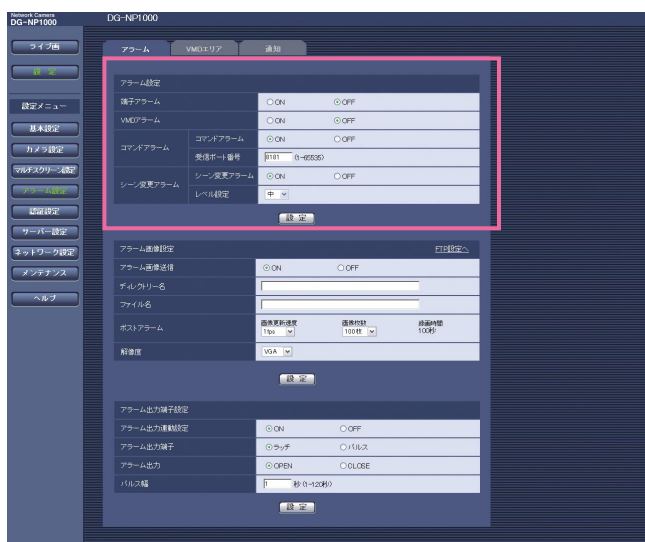 Network Camera
DG-NP1000
DG-NP1000
ライブ画
設定
設定メニュー
基本設定
カメラ設定
マルチスクリーン設定
アラーム設定
認証設定
サーバー設定
ネットワーク設定
メンテナンス
ヘルプ
アラーム VMDエリア 通知
アラーム設定
端子アラーム ON OFF
VMDアラーム ON OFF
コマンドアラーム コマンドアラーム ON OFF
受信ポート番号 8181 (1-65535)
シーン変更アラーム シーン変更アラーム ON OFF
レベル設定 中
設定
アラーム画像設定 FTP設定へ
アラーム画像送信 ON OFF
ディレクトリー名
ファイル名
ポストアラーム 画像更新速度 画像枚数 録画時間
1fps 100枚 100秒
解像度 VGA
設定
アラーム出力端子設定
アラーム出力連動設定 ON OFF
アラーム出力端子 ラッチ パルス
アラーム出力 OPEN CLOSE
パルス幅 1 秒 (1-120秒)
設定